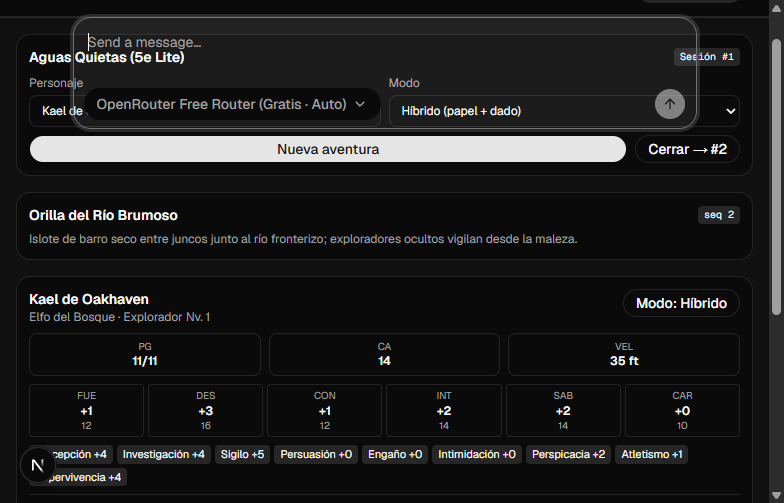 Send a message...
Aguas Quietas (5e Lite)
Sesión #1
Personaje
Modo
Kael de
OpenRouter Free Router (Gratis · Auto)
Híbrido (papel + dado)
Nueva aventura
Cerrar → #2
Orilla del Río Brumoso
seq 2
Islote de barro seco entre juncos junto al río fronterizo; exploradores ocultos vigilan desde la maleza.
Kael de Oakhaven
Elfo del Bosque · Explorador Nv. 1
Modo: Híbrido
PG
CA
VEL
11/11
14
35 ft
FUE
DES
CON
INT
SAB
CAR
+1
+3
+1
+2
+2
+0
12
16
12
14
14
10
cepción +4
Investigación +4
Sigilo +5
Persuasión +0
Engaño +0
Intimidación +0
Perspicacia +2
Atletismo +1
N
pervivencia +4